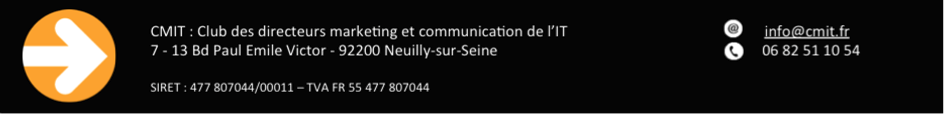 CMIT : Club des directeurs marketing et communication de l'IT
7 - 13 Bd Paul Emile Victor - 92200 Neuilly-sur-Seine
SIRET : 477 807044/00011 – TVA FR 55 477 807044
@ info@cmit.fr
06 82 51 10 54